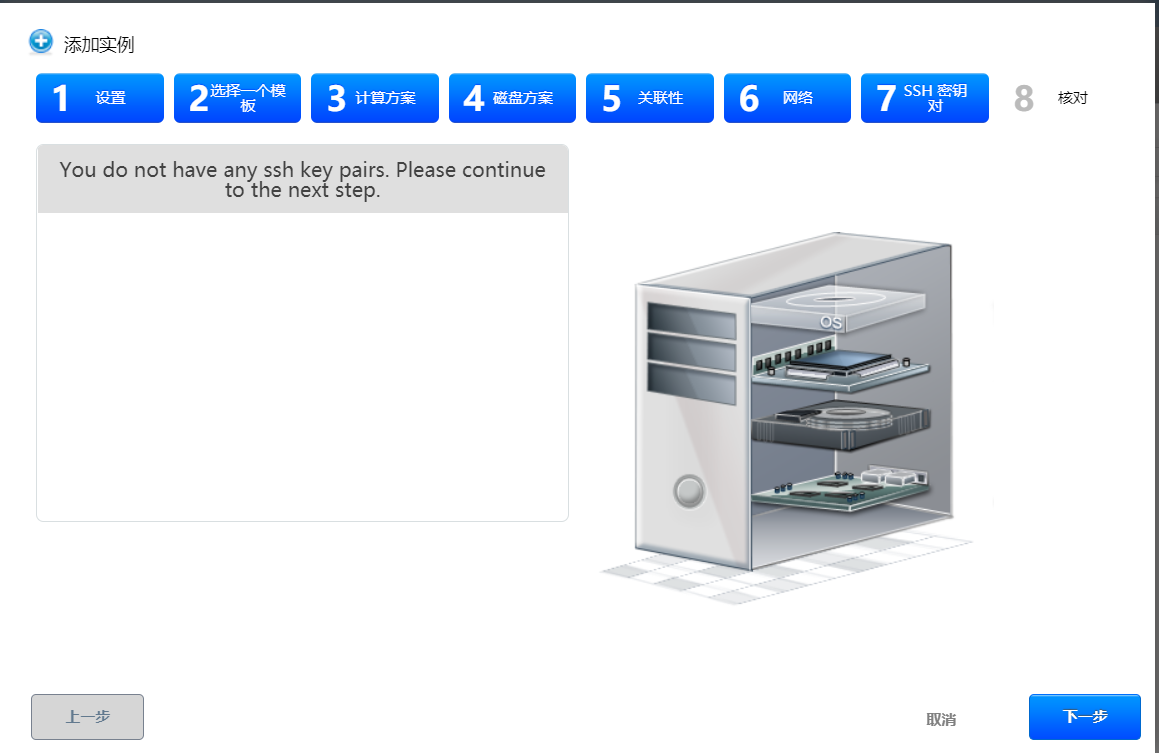 添加实例
1 设置
2 选择一个模
板
3 计算方案
4 磁盘方案
5 关联性
6 网络
7 SSH 密钥
对
8 核对
You do not have any ssh key pairs. Please continue
to the next step.
OS
上一步
取消
下一步